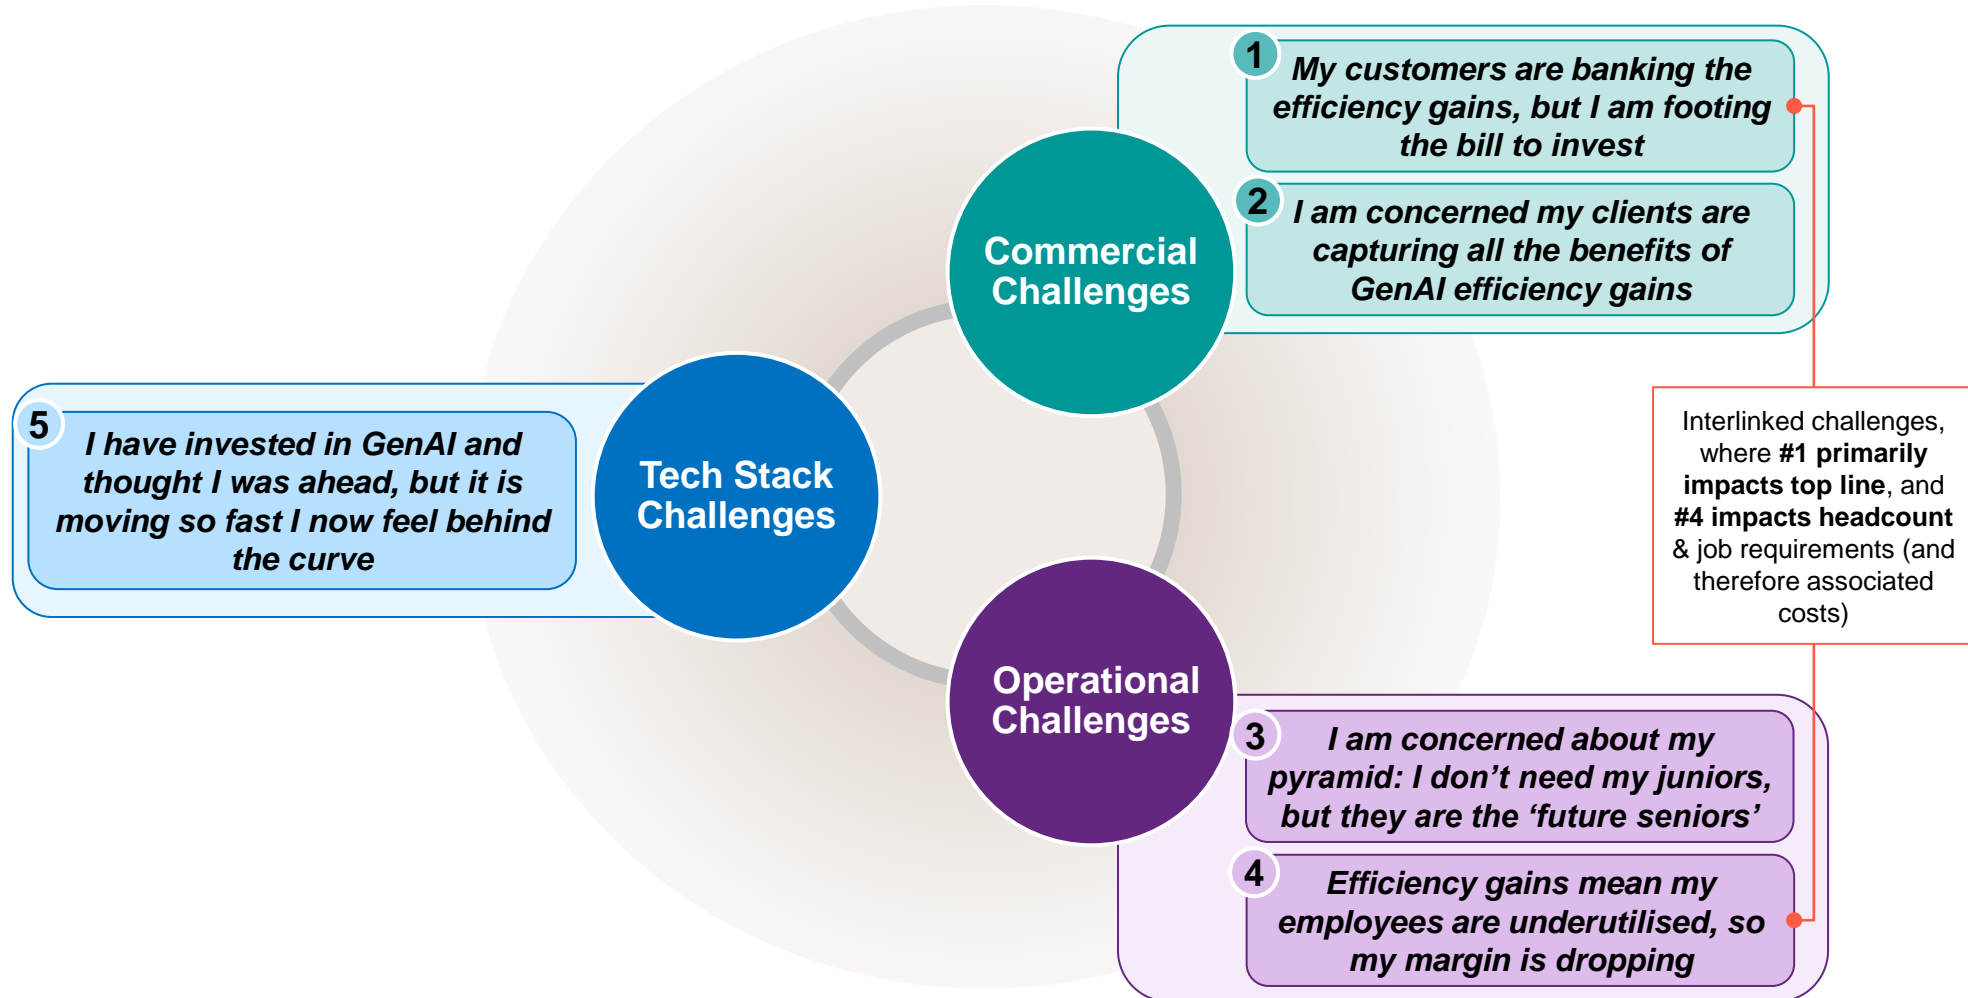 1
My customers are banking the
efficiency gains, but I am footing
the bill to invest
2
I am concerned my clients are
capturing all the benefits of
GenAI efficiency gains
Commercial
Challenges
5
I have invested in GenAI and
thought I was ahead, but it is
moving so fast I now feel behind
the curve
Tech Stack
Challenges
Interlinked challenges,
where #1 primarily
impacts top line, and
#4 impacts headcount
& job requirements (and
therefore associated
costs)
Operational
Challenges
3
I am concerned about my
pyramid: I don’t need my juniors,
but they are the ‘future seniors’
4
Efficiency gains mean my
employees are underutilised, so
my margin is dropping